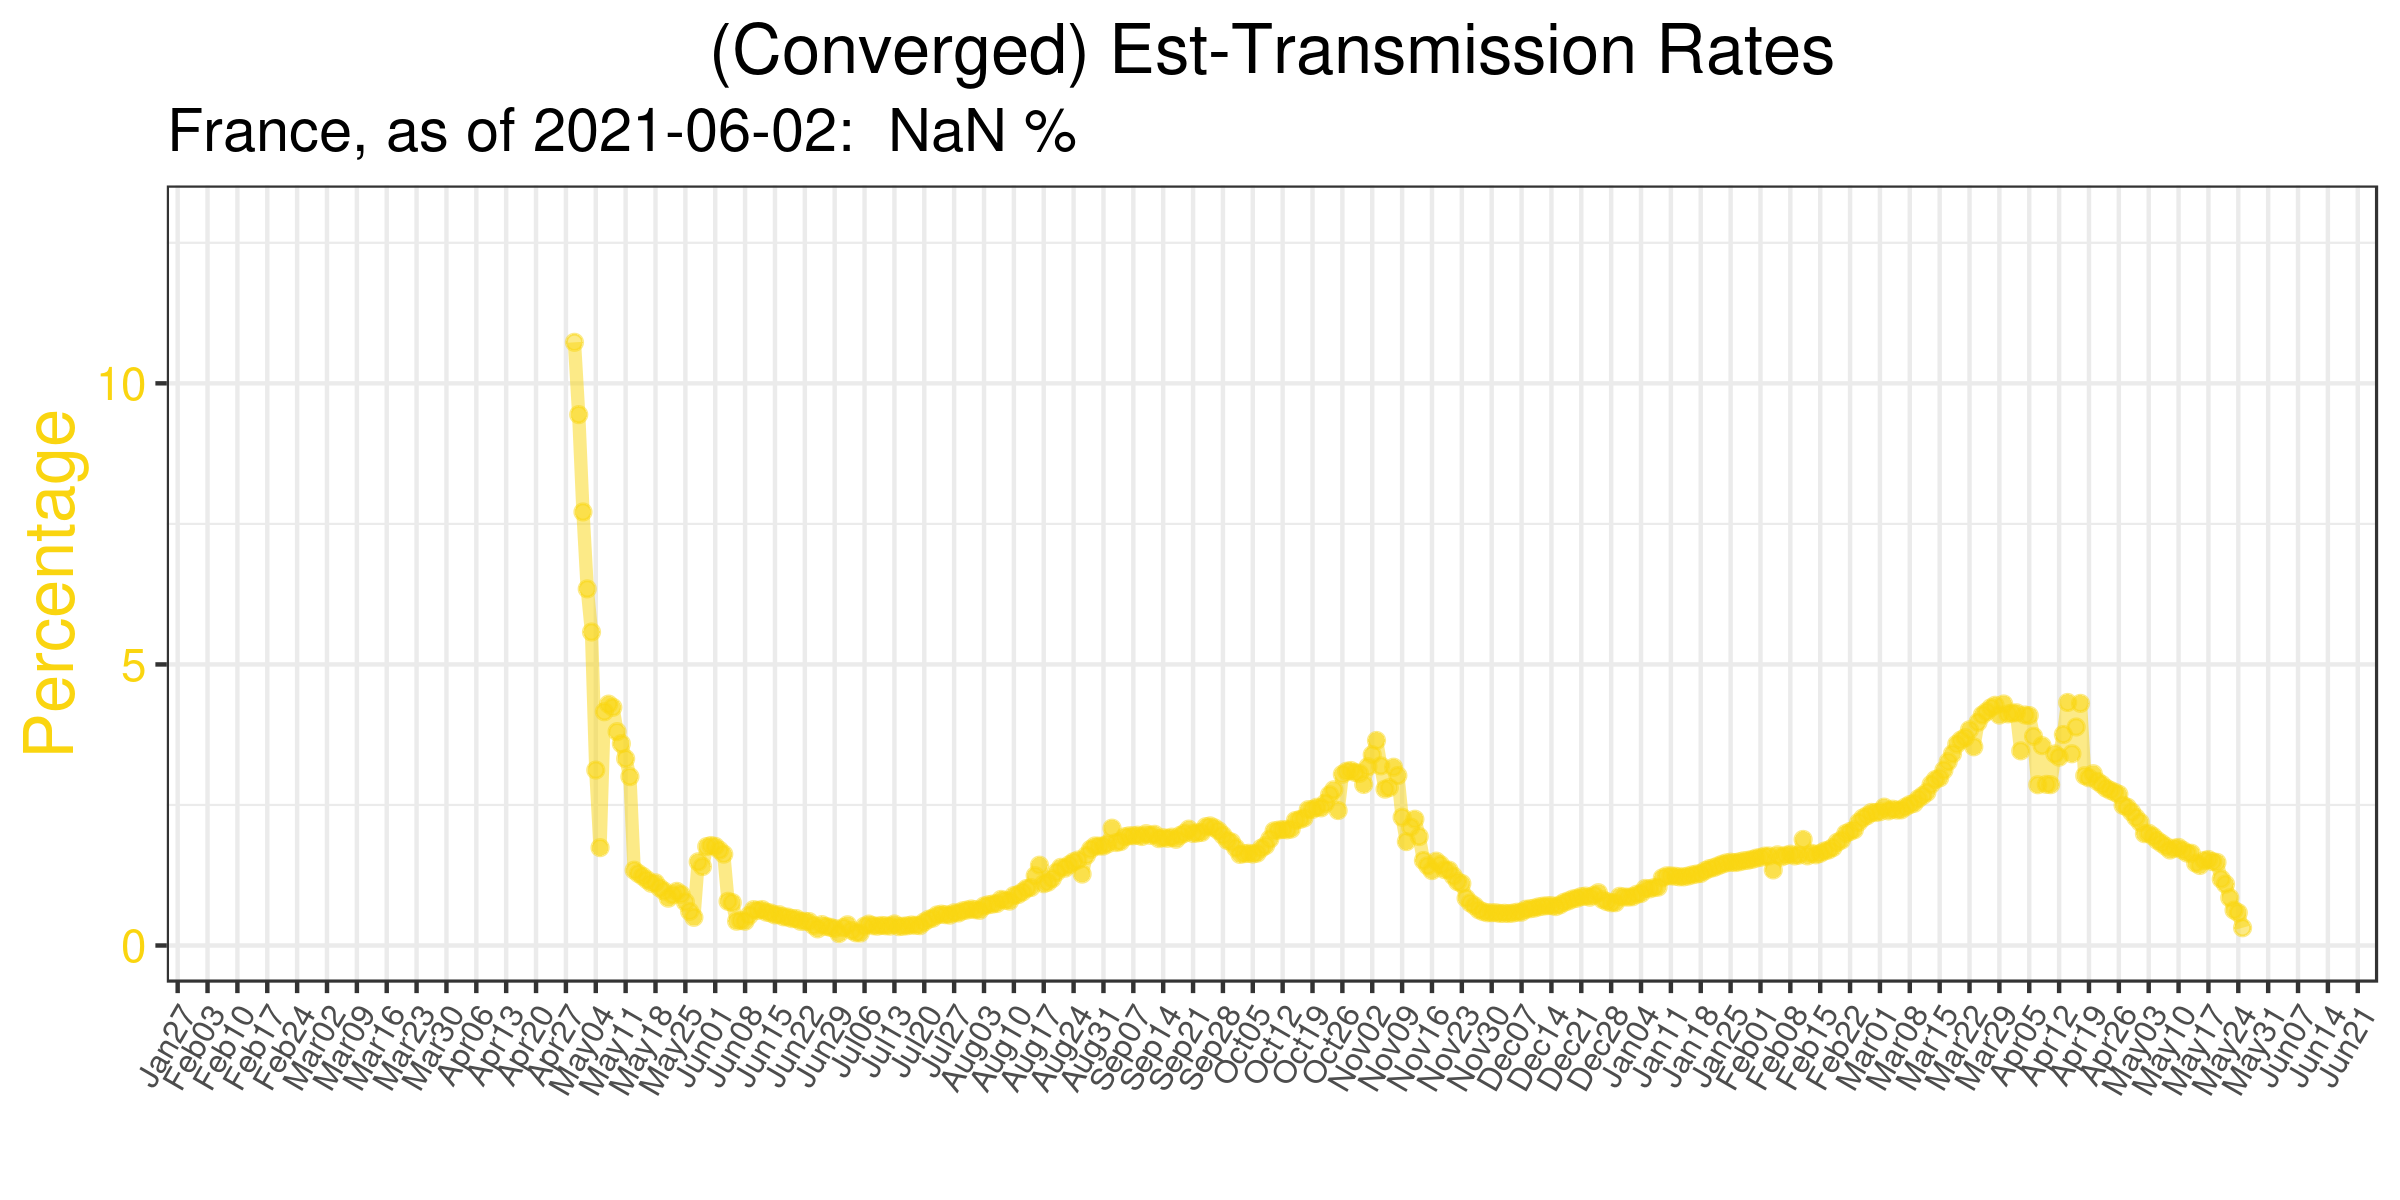 (Converged) Est-Transmission Rates
France, as of 2021-06-02:  NaN %
Percentage
10
5
0
Jan27
Feb03
Feb10
Feb17
Feb24
Mar02
Mar09
Mar16
Mar23
Mar30
Apr06
Apr13
Apr20
Apr27
May04
May11
May18
May25
Jun01
Jun08
Jun15
Jun22
Jun29
Jul06
Jul13
Jul20
Jul27
Aug03
Aug10
Aug17
Aug24
Aug31
Sep07
Sep14
Sep21
Sep28
Oct05
Oct12
Oct19
Oct26
Nov02
Nov09
Nov16
Nov23
Nov30
Dec07
Dec14
Dec21
Dec28
Jan04
Jan11
Jan18
Jan25
Feb01
Feb08
Feb15
Feb22
Mar01
Mar08
Mar15
Mar22
Mar29
Apr05
Apr12
Apr19
Apr26
May03
May10
May17
May24
May31
Jun07
Jun14
Jun21